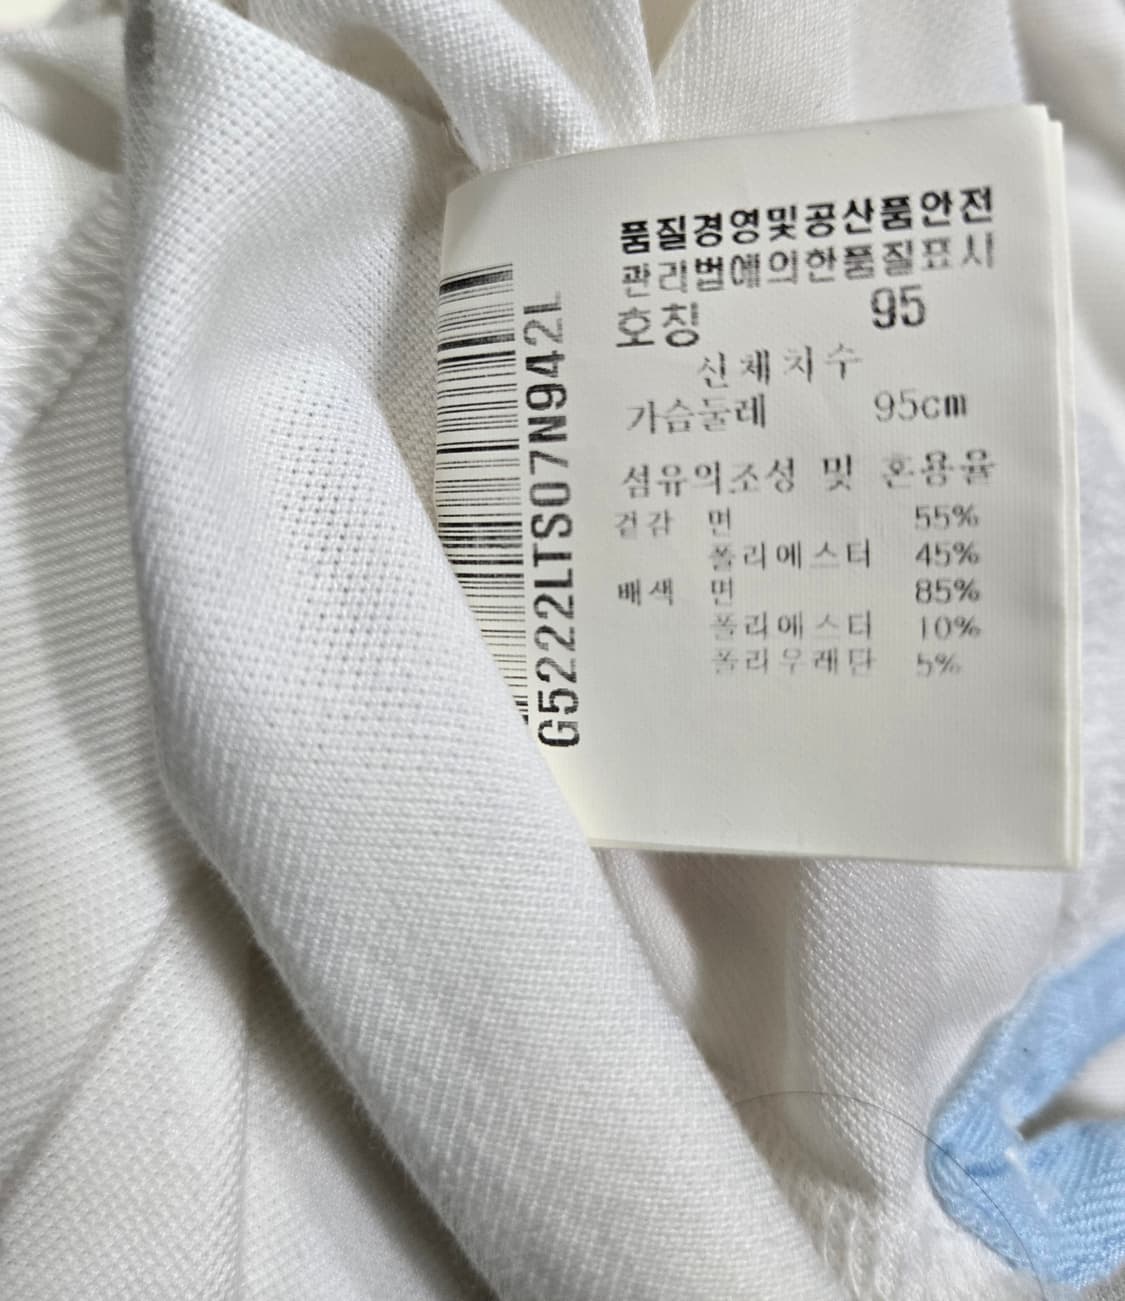 품질경영및공산품안전
관리법에의한품질표시
호칭 95
신체치수
가슴둘레 95cm
섬유의조성 및 혼용율
겉감 면 55%
폴리에스터 45%
배색 면 85%
폴리에스터 10%
폴리우레탄 5%
G5222LTS07N942L